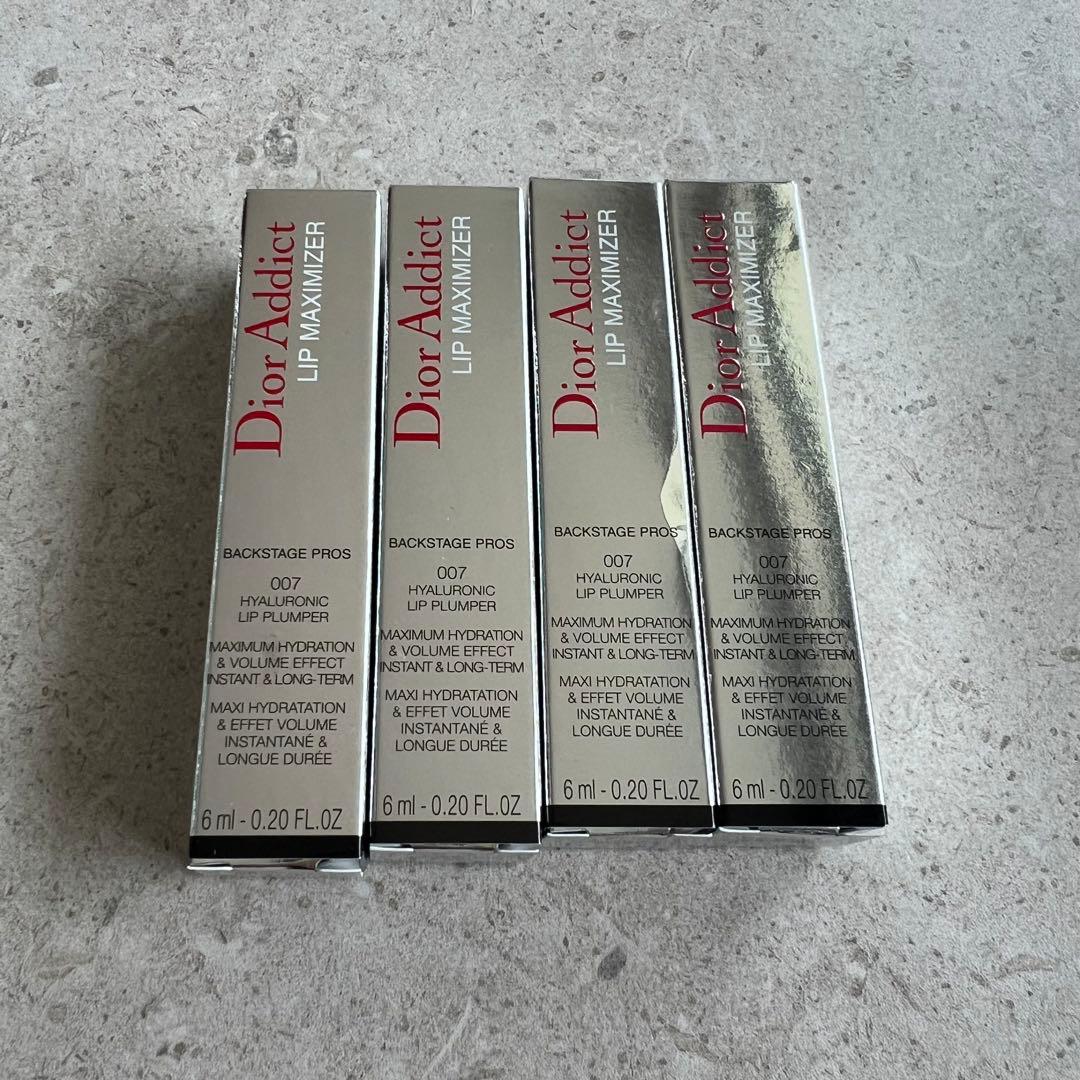 Dior Addict
LIP MAXIMIZER
BACKSTAGE PROS
007
HYALURONIC
LIP PLUMPER
MAXIMUM HYDRATION
& VOLUME EFFECT
INSTANT & LONG-TERM
MAXI HYDRATATION
& EFFET VOLUME
INSTANTANÉ &
LONGUE DURÉE
6 ml - 0.20 FL.OZ
Dior Addict
LIP MAXIMIZER
BACKSTAGE PROS
007
HYALURONIC
LIP PLUMPER
MAXIMUM HYDRATION
& VOLUME EFFECT
INSTANT & LONG-TERM
MAXI HYDRATATION
& EFFET VOLUME
INSTANTANÉ &
LONGUE DURÉE
6 ml - 0.20 FL.OZ
Dior Addict
LIP MAXIMIZER
BACKSTAGE PROS
007
HYALURONIC
LIP PLUMPER
MAXIMUM HYDRATION
& VOLUME EFFECT
INSTANT & LONG-TERM
MAXI HYDRATATION
& EFFET VOLUME
INSTANTANÉ &
LONGUE DURÉE
6 ml - 0.20 FL.OZ
Dior Addict
LIP MAXIMIZER
BACKSTAGE PROS
007
HYALURONIC
LIP PLUMPER
MAXIMUM HYDRATION
& VOLUME EFFECT
INSTANT & LONG-TERM
MAXI HYDRATATION
& EFFET VOLUME
INSTANTANÉ &
LONGUE DURÉE
6 ml - 0.20 FL.OZ